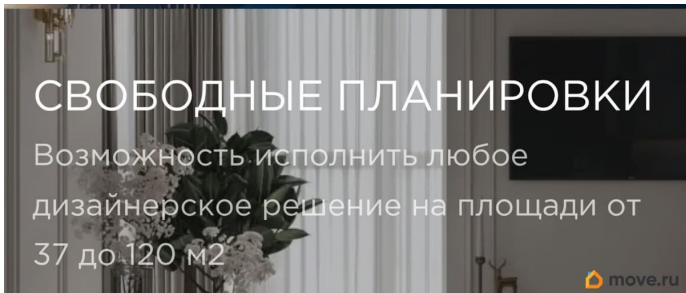 СВОБОДНЫЕ ПЛАНИРОВКИ
Возможность исполнить любое
дизайнерское решение на площади от
37 до 120 м2
move.ru